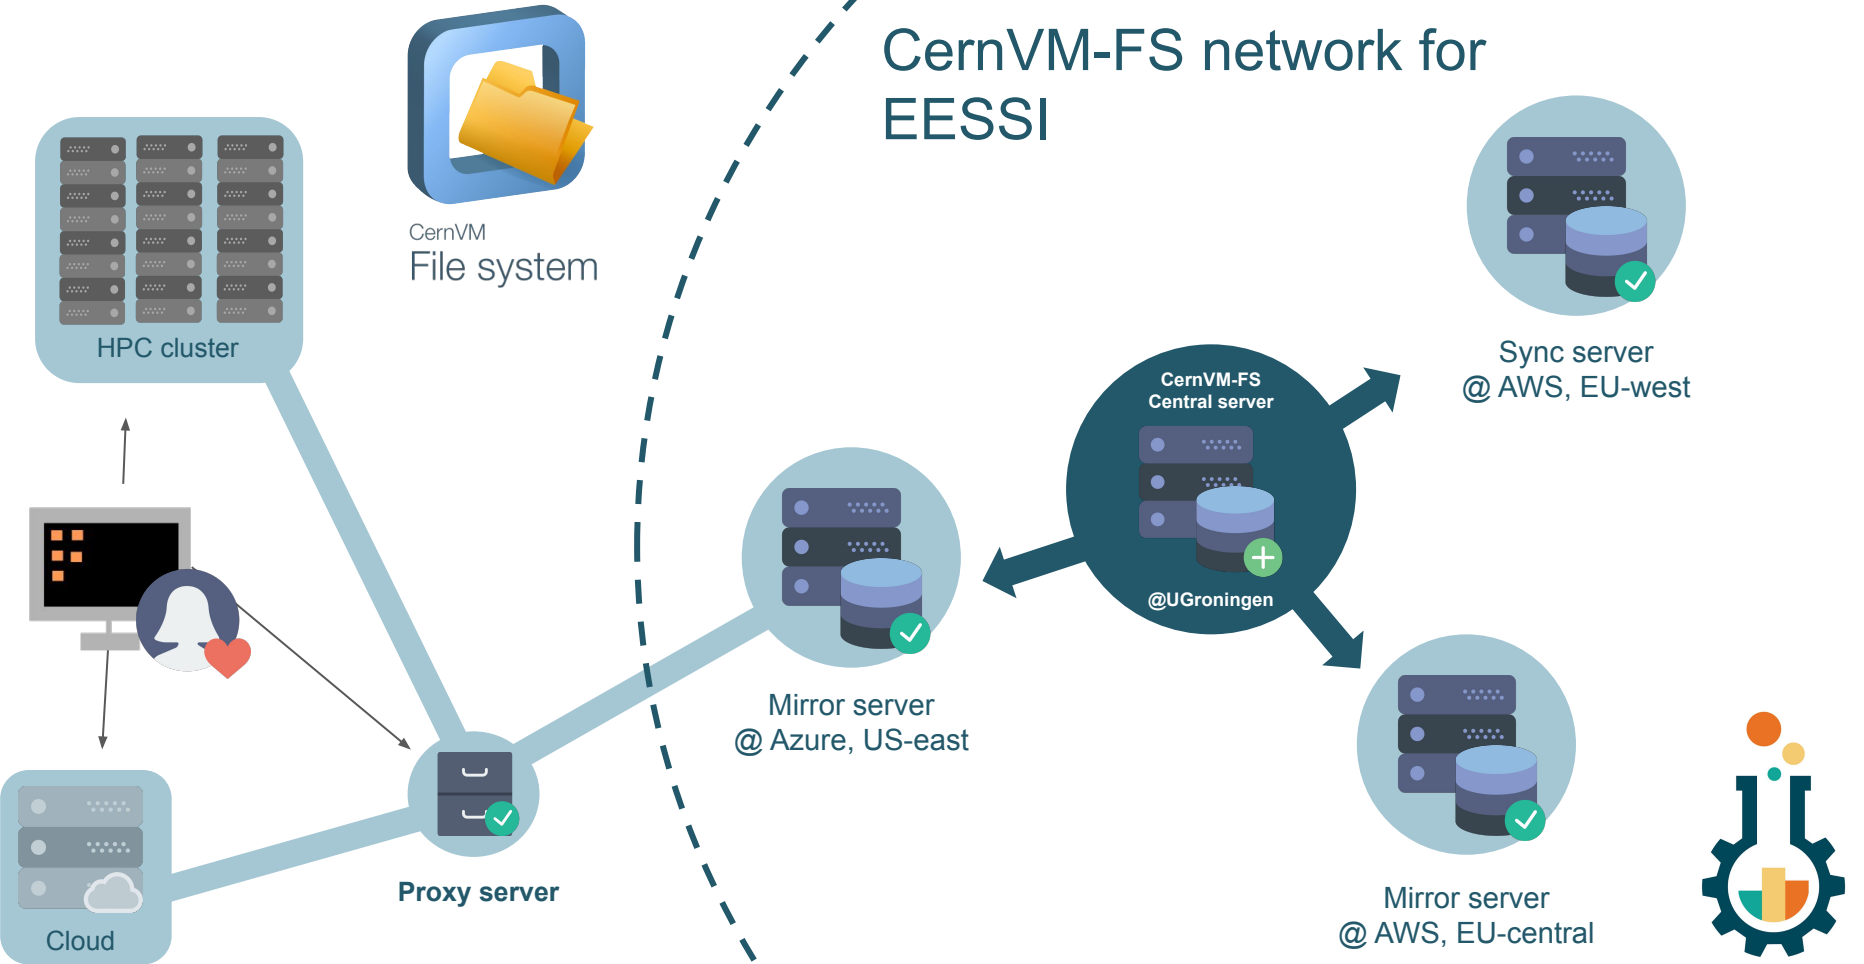 CernVM-FS network for
EESSI
CernVM
File system
HPC cluster
Sync server
@ AWS, EU-west
CernVM-FS
Central server
@UGroningen
Mirror server
@ Azure, US-east
Proxy server
Mirror server
@ AWS, EU-central
Cloud